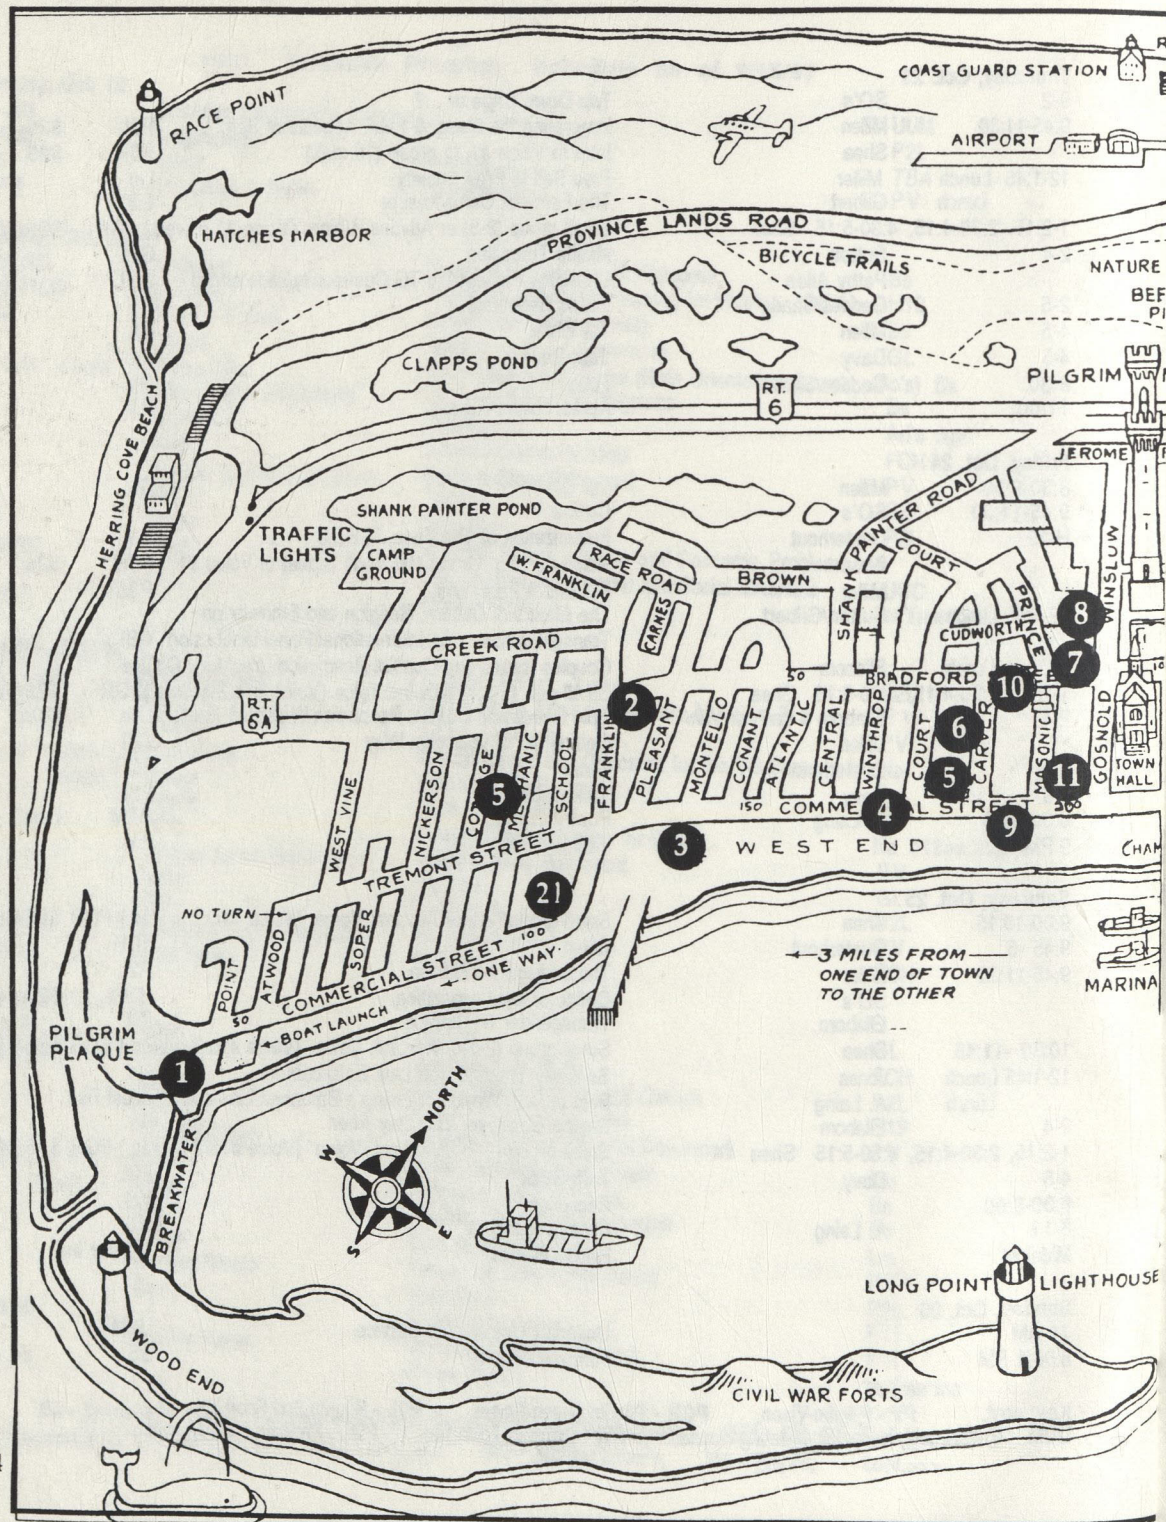 COAST GUARD STATION
RACE POINT
AIRPORT
HATCHES HARBOR
PROVINCE LANDS ROAD
BICYCLE TRAILS
NATURE
CLAPPS POND
RT.
6
PILGRIM
JEROME
HERRING COVE BEACH
SHANK PAINTER POND
TRAFFIC
LIGHTS
CAMP
GROUND
W. FRANKLIN
RACE ROAD
CARNES
BROWN
SHANK PAINTER ROAD
COURT
PRINCE
CUDWORTH
WINSLOW
8
7
CREEK ROAD
50
BRADFORD
10
RT.
6A
2
6
WEST VINE
NICKERSON
5
MECHANIC
SCHOOL
FRANKLIN
PLEASANT
MONTELLO
CONANT
ATLANTIC
CENTRAL
WINTHROP
COURT
5
CARVER
MASONIC
11
GOSNOLD
TOWN
HALL
150
COMMERCIAL STREET
200
4
9
3
WEST END
TREMONT STREET
21
NO TURN
POINT
ATWOOD
SOPER
COMMERCIAL STREET
100
50
ONE WAY
BOAT LAUNCH
3 MILES FROM
ONE END OF TOWN
TO THE OTHER
MARINA
PILGRIM
PLAQUE
1
BREAKWATER
NORTH
W
S
E
LONG POINT LIGHTHOUSE
WOOD END
CIVIL WAR FORTS